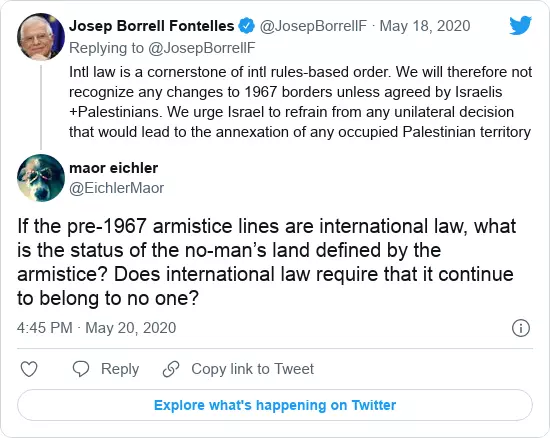 Josep Borrell Fontelles @JosepBorrellF · May 18, 2020
Replying to @JosepBorrellF
Intl law is a cornerstone of intl rules-based order. We will therefore not
recognize any changes to 1967 borders unless agreed by Israelis
+Palestinians. We urge Israel to refrain from any unilateral decision
that would lead to the annexation of any occupied Palestinian territory
maor eichler
@EichlerMaor
If the pre-1967 armistice lines are international law, what
is the status of the no-man’s land defined by the
armistice? Does international law require that it continue
to belong to no one?
4:45 PM · May 20, 2020
Reply Copy link to Tweet
Explore what's happening on Twitter